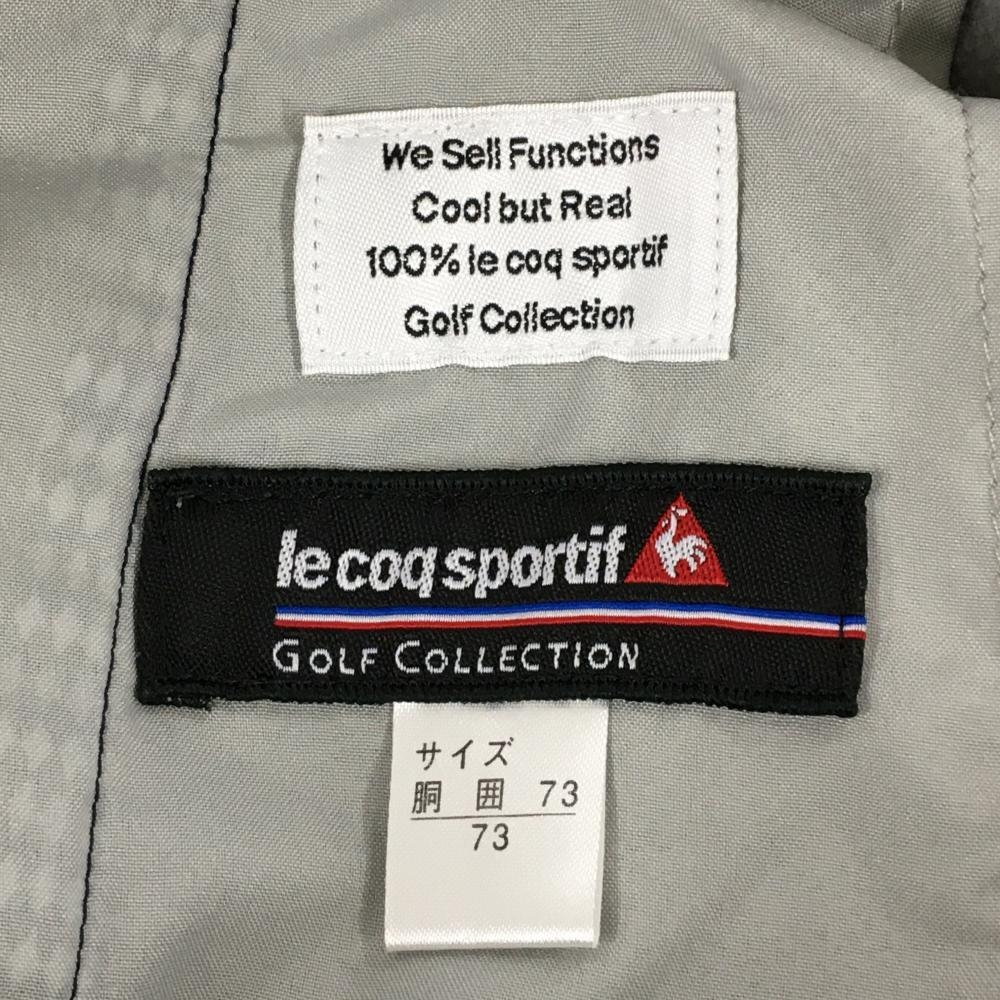 We Sell Functions
Cool but Real
100% le coq sportif
Golf Collection
le coq sportif
GOLF COLLECTION
サイズ
胴 囲 73
73